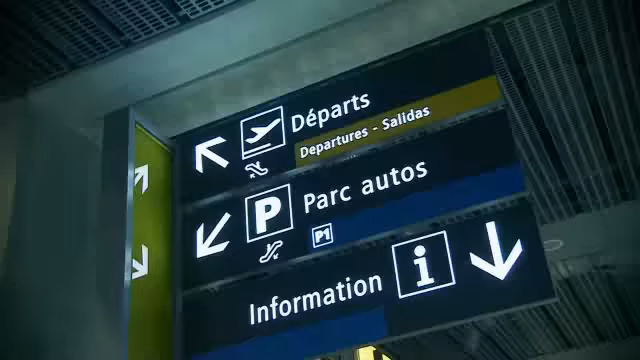 Départs
Departures - Salidas
P Parc autos
P1
Information i